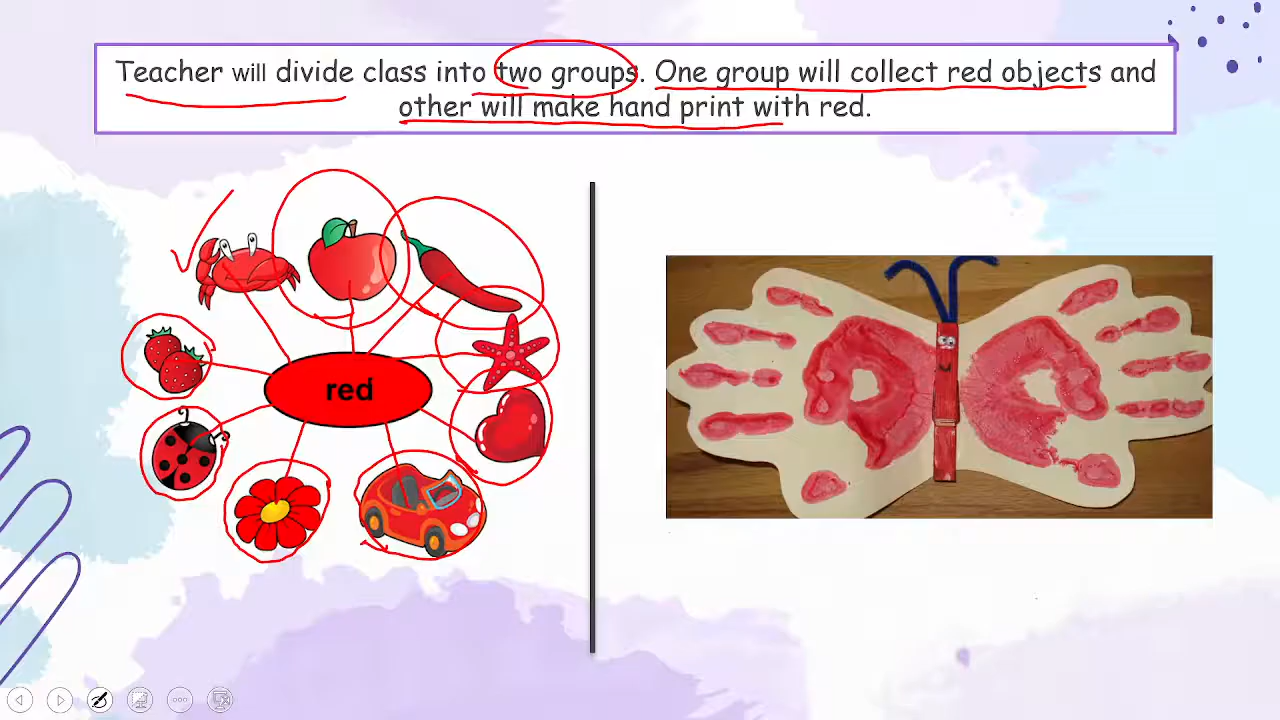 Teacher will divide class into two groups. One group will collect red objects and
other will make hand print with red.
red